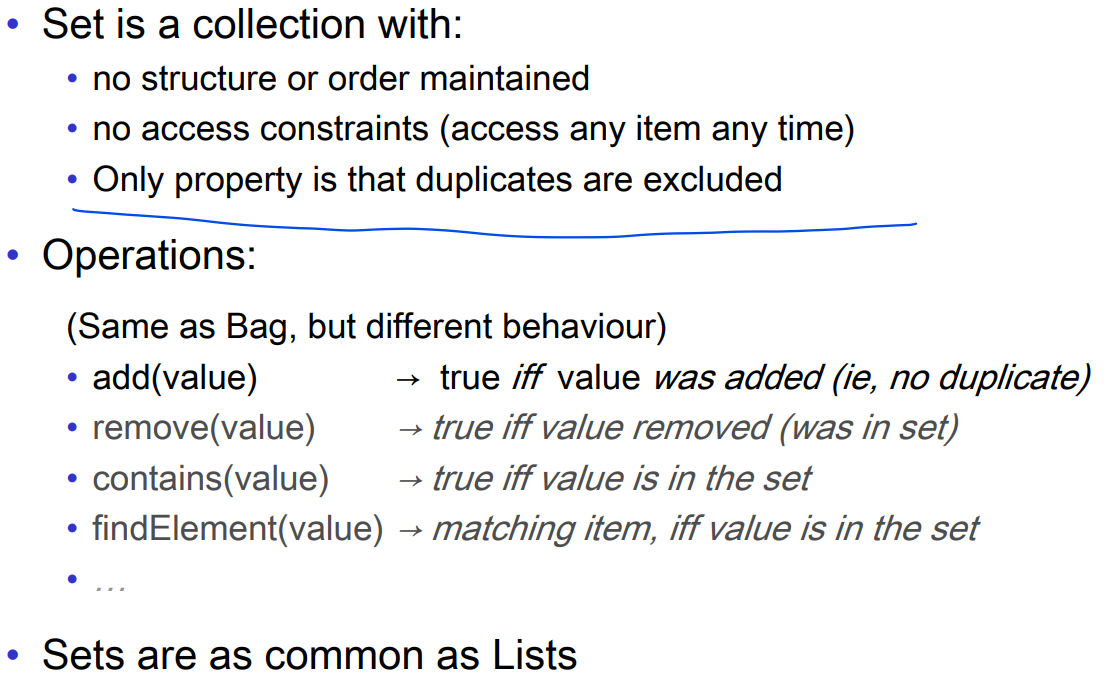 • Set is a collection with:
• no structure or order maintained
• no access constraints (access any item any time)
• Only property is that duplicates are excluded
• Operations:
(Same as Bag, but different behaviour)
• add(value) → true iff value was added (ie, no duplicate)
• remove(value) → true iff value removed (was in set)
• contains(value) → true iff value is in the set
• findElement(value) → matching item, iff value is in the set
• …
• Sets are as common as Lists